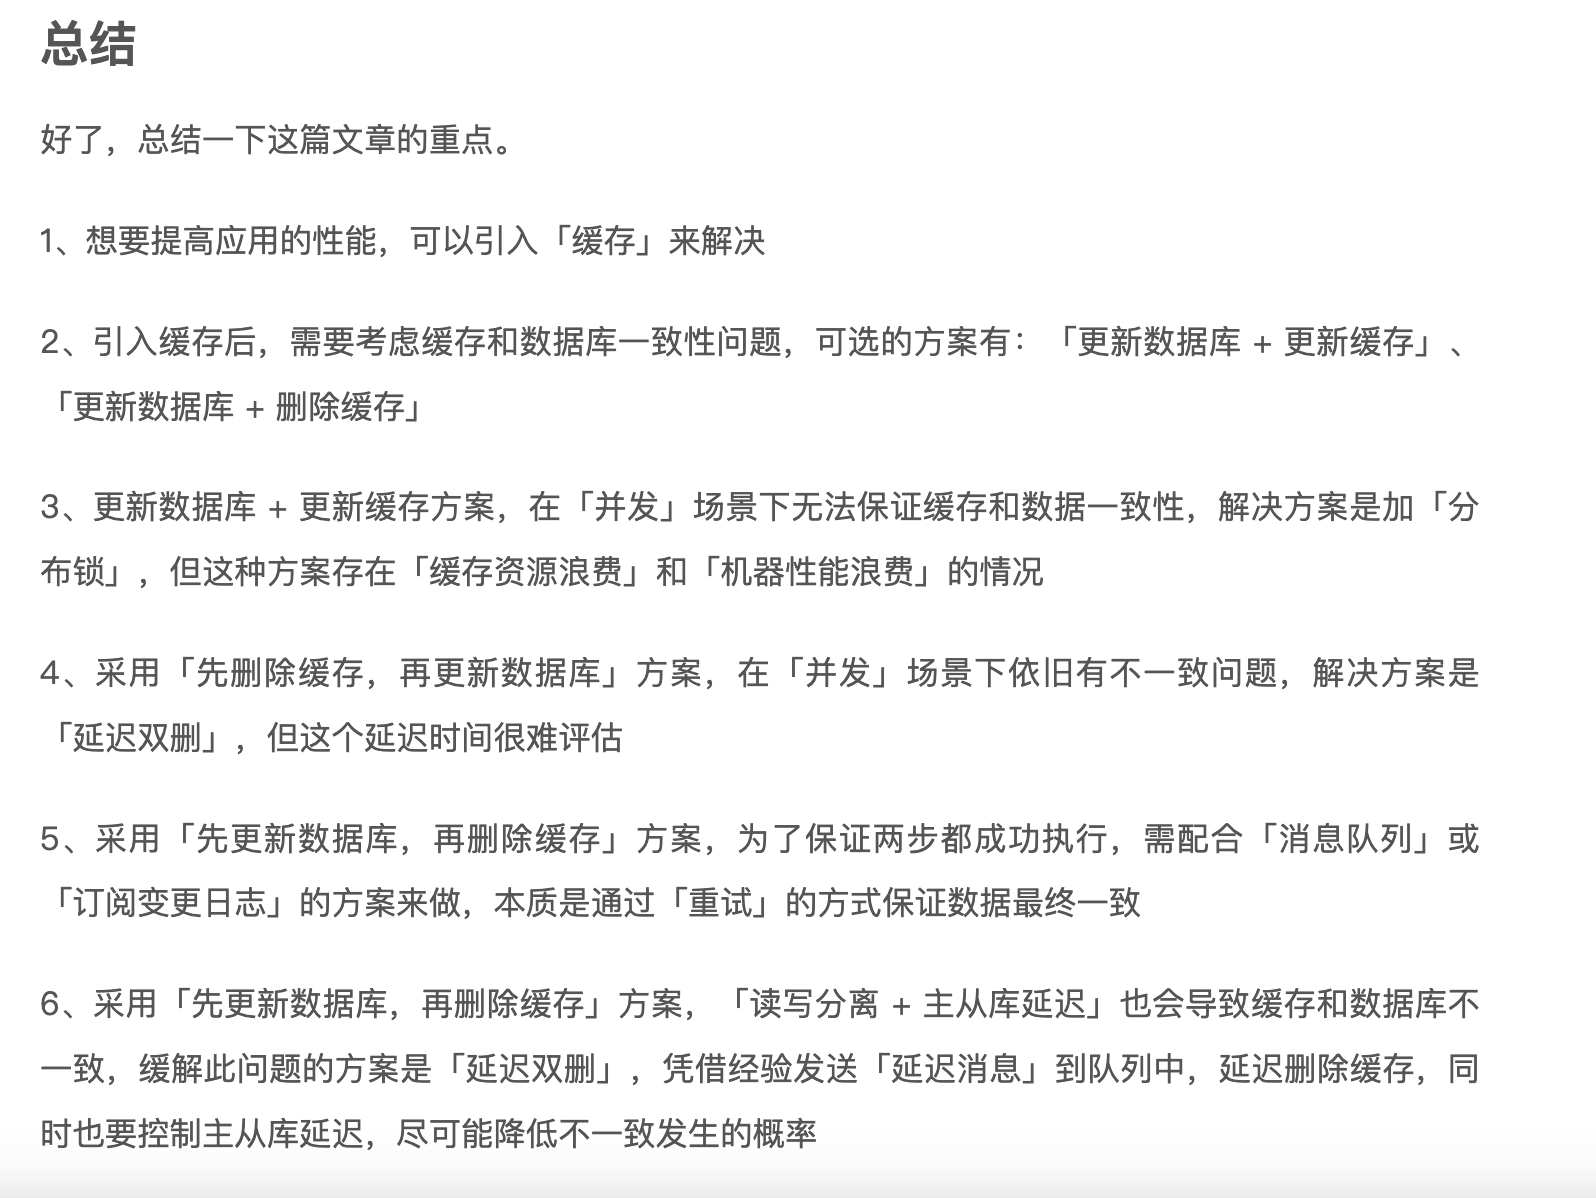 总结
好了，总结一下这篇文章的重点。
1、想要提高应用的性能，可以引入「缓存」来解决
2、引入缓存后，需要考虑缓存和数据库一致性问题，可选的方案有：「更新数据库 + 更新缓存」、
「更新数据库 + 删除缓存」
3、更新数据库 + 更新缓存方案，在「并发」场景下无法保证缓存和数据一致性，解决方案是加「分
布锁」，但这种方案存在「缓存资源浪费」和「机器性能浪费」的情况
4、采用「先删除缓存，再更新数据库」方案，在「并发」场景下依旧有不一致问题，解决方案是
「延迟双删」，但这个延迟时间很难评估
5、采用「先更新数据库，再删除缓存」方案，为了保证两步都成功执行，需配合「消息队列」或
「订阅变更日志」的方案来做，本质是通过「重试」的方式保证数据最终一致
6、采用「先更新数据库，再删除缓存」方案，「读写分离 + 主从库延迟」也会导致缓存和数据库不
一致，缓解此问题的方案是「延迟双删」，凭借经验发送「延迟消息」到队列中，延迟删除缓存，同
时也要控制主从库延迟，尽可能降低不一致发生的概率